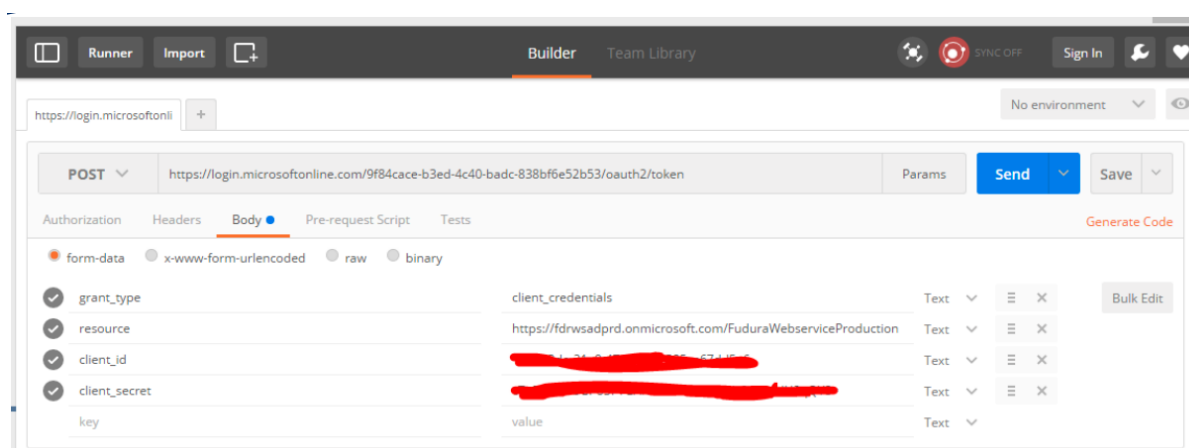 Runner Import Builder Team Library SYNC OFF Sign In
https://login.microsoftonli + No environment
POST https://login.microsoftonline.com/9f84cace-b3ed-4c40-badc-838bf6e52b53/oauth2/token Params Send Save
Authorization Headers Body Pre-request Script Tests Generate Code
form-data x-www-form-urlencoded raw binary
grant_type client_credentials Text Bulk Edit
resource https://fdrwsadprd.onmicrosoft.com/FuduraWebserviceProduction Text
client_id Text
client_secret Text
key value Text